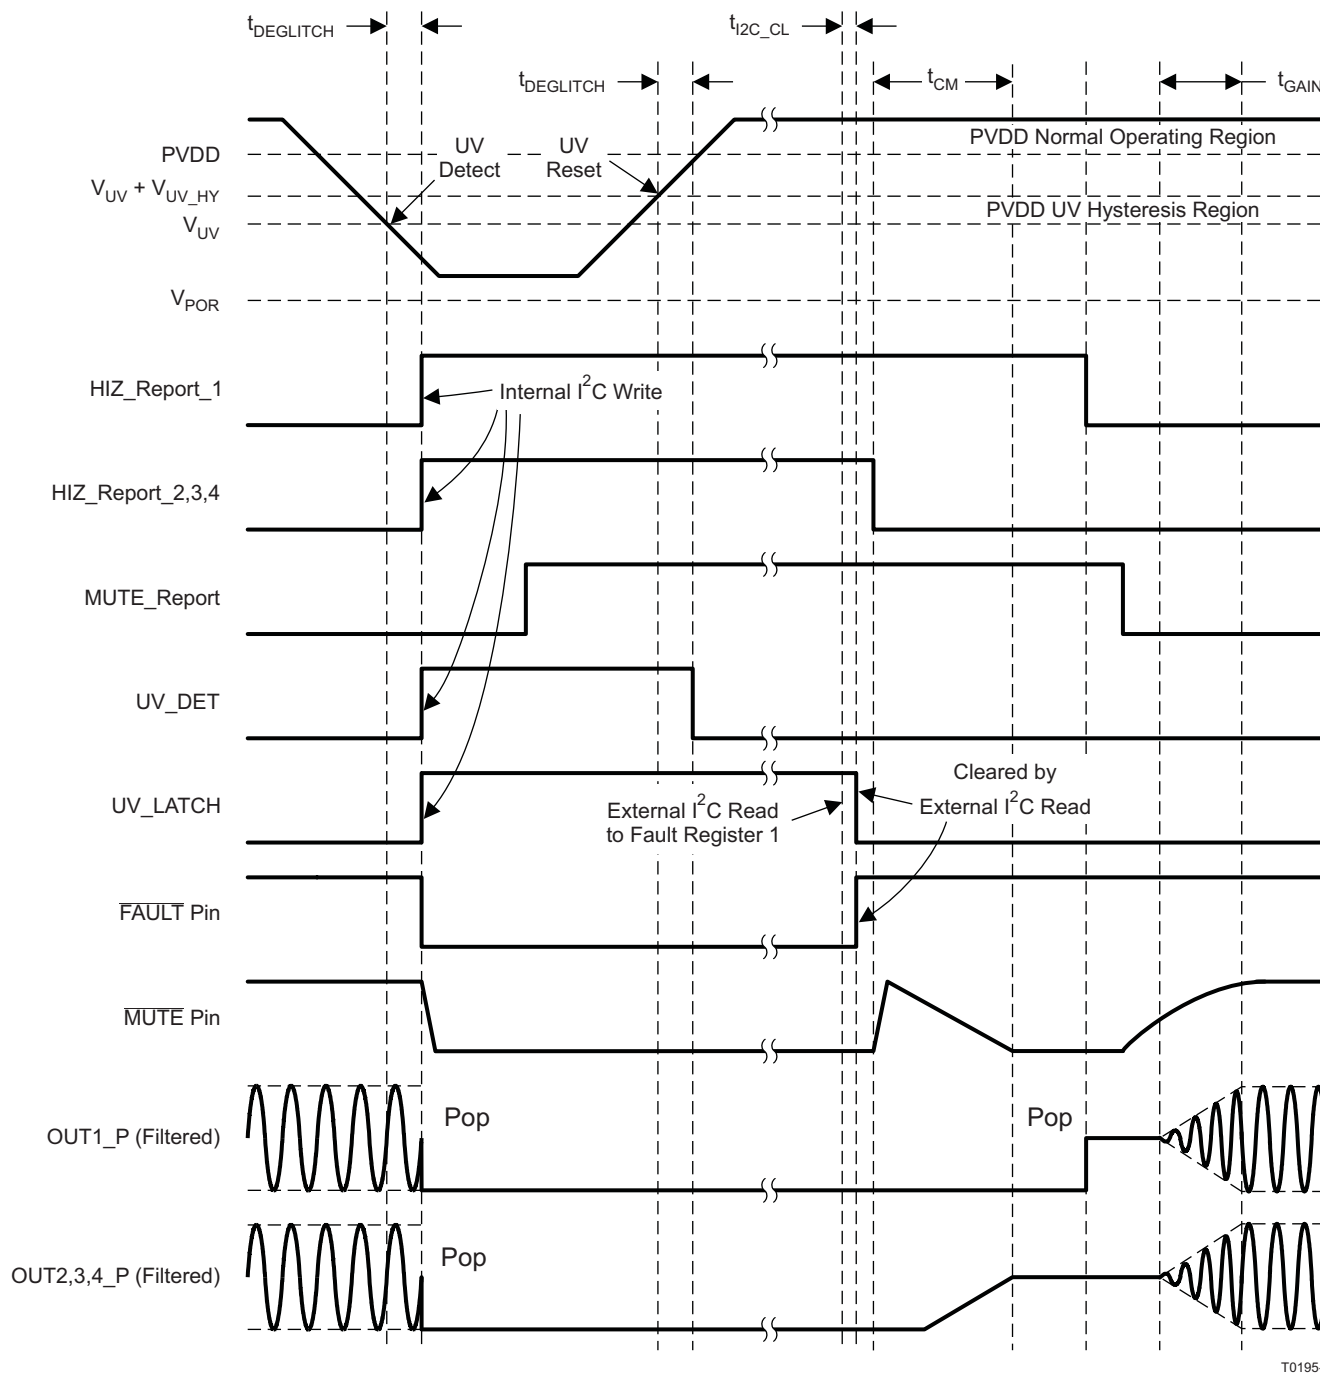 tDEGLITCH
tI2C_CL
tDEGLITCH
tCM
tGAIN
PVDD Normal Operating Region
PVDD
UV
Detect
UV
Reset
VUV + VUV_HY
PVDD UV Hysteresis Region
VUV
VPOR
HIZ_Report_1
Internal I2C Write
HIZ_Report_2,3,4
MUTE_Report
UV_DET
UV_LATCH
External I2C Read
to Fault Register 1
Cleared by
External I2C Read
FAULT Pin
MUTE Pin
OUT1_P (Filtered)
Pop
Pop
OUT2,3,4_P (Filtered)
Pop
T0195-